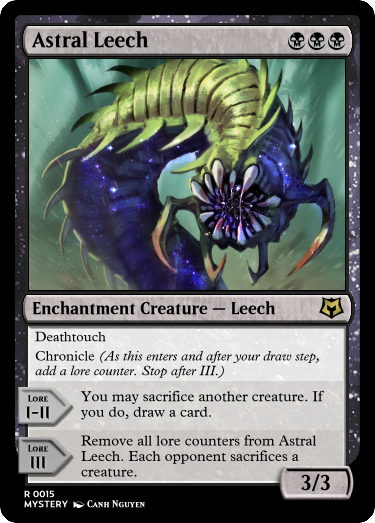 Astral Leech
Enchantment Creature — Leech
Deathtouch
Chronicle (As this enters and after your draw step,
add a lore counter. Stop after III.)
LORE
I-II
You may sacrifice another creature. If
you do, draw a card.
LORE
III
Remove all lore counters from Astral
Leech. Each opponent sacrifices a
creature.
3/3
R 0015
MYSTERY Canh Nguyen